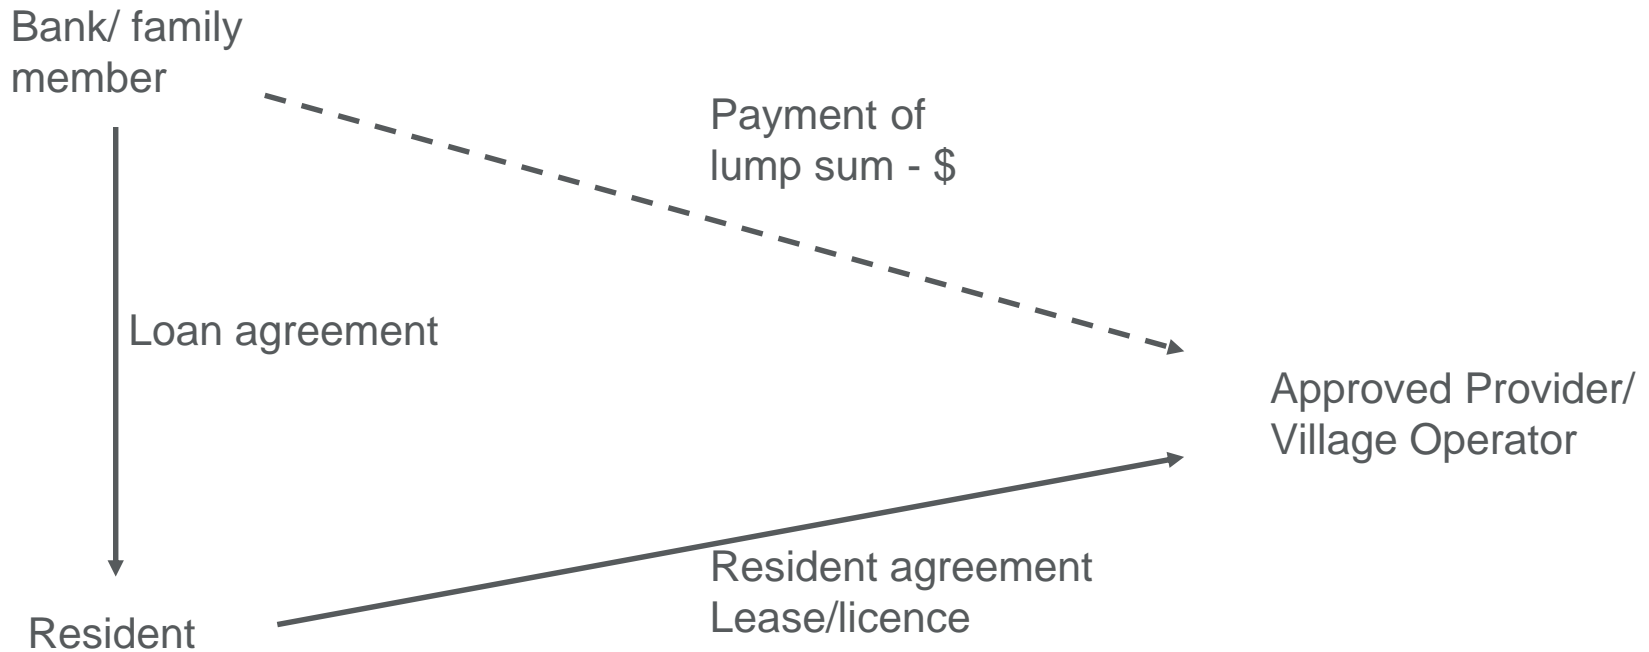 Bank/ family
member
Payment of
lump sum - $
Loan agreement
Approved Provider/
Village Operator
Resident agreement
Lease/licence
Resident